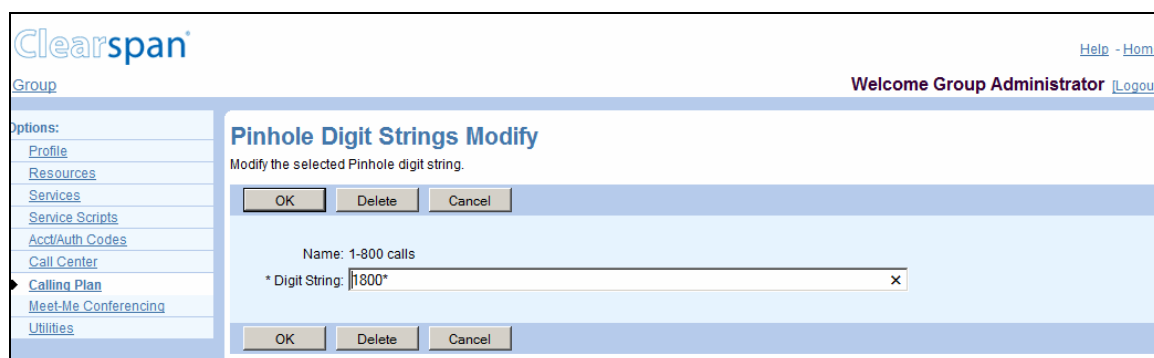 Clearspan
Help - Hom
Group
Welcome Group Administrator [Logou
Options:
Profile
Resources
Services
Service Scripts
Acct/Auth Codes
Call Center
Calling Plan
Meet-Me Conferencing
Utilities
Pinhole Digit Strings Modify
Modify the selected Pinhole digit string.
OK Delete Cancel
Name: 1-800 calls
* Digit String: 1800*
OK Delete Cancel